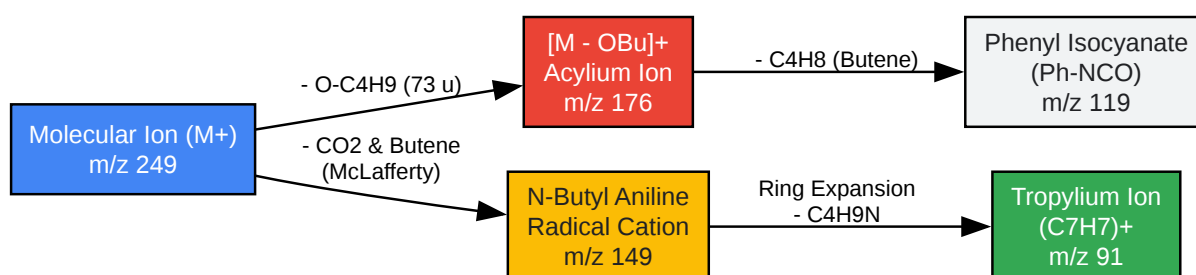 [M - OBu]+
Acylium Ion
m/z 176
Phenyl Isocyanate
(Ph-NCO)
m/z 119
- O-C4H9 (73 u)
- C4H8 (Butene)
Molecular Ion (M+)
m/z 249
- CO2 & Butene
(McLafferty)
N-Butyl Aniline
Radical Cation
m/z 149
Ring Expansion
- C4H9N
Tropylium Ion
(C7H7)+
m/z 91